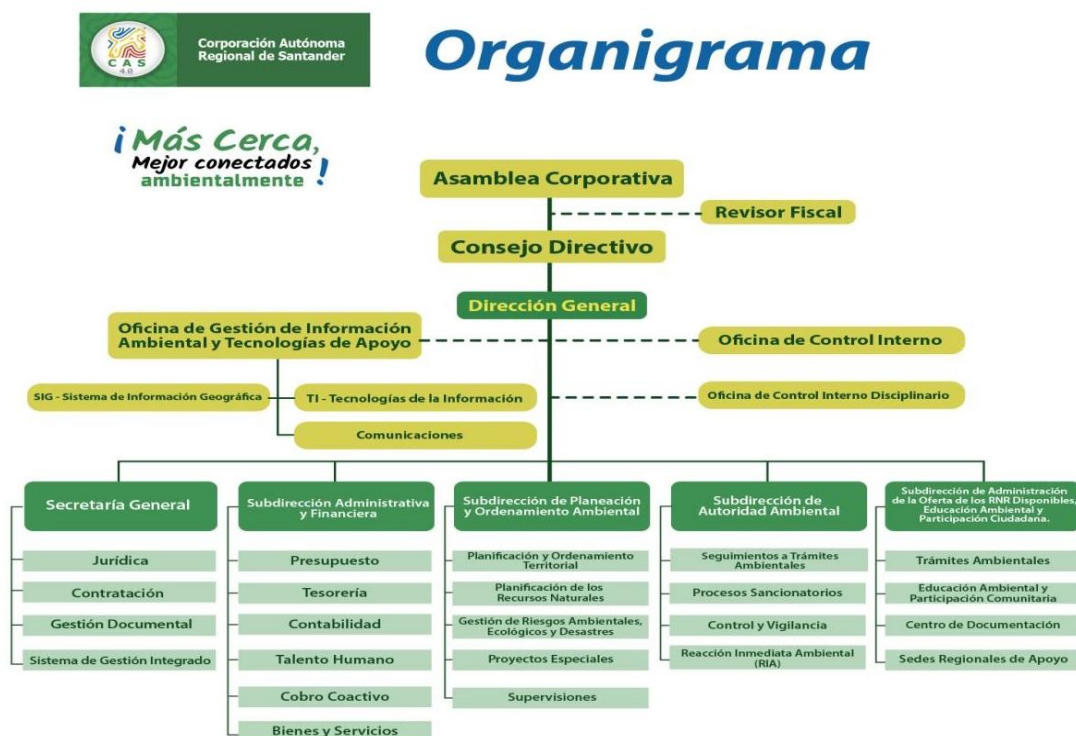 CAS
4.0
Corporación Autónoma
Regional de Santander
Organigrama
¡Más Cerca,
Mejor conectados
ambientalmente!
Asamblea Corporativa
Revisor Fiscal
Consejo Directivo
Dirección General
Oficina de Gestión de Información
Ambiental y Tecnologías de Apoyo
Oficina de Control Interno
SIG - Sistema de Información Geográfica
TI - Tecnologías de la Información
Oficina de Control Interno Disciplinario
Comunicaciones
Secretaría General
Jurídica
Contratación
Gestión Documental
Sistema de Gestión Integrado
Subdirección Administrativa
y Financiera
Presupuesto
Tesorería
Contabilidad
Talento Humano
Cobro Coactivo
Bienes y Servicios
Subdirección de Planeación
y Ordenamiento Ambiental
Planificación y Ordenamiento
Territorial
Planificación de los
Recursos Naturales
Gestión de Riesgos Ambientales,
Ecológicos y Desastres
Proyectos Especiales
Supervisiones
Subdirección de
Autoridad Ambiental
Seguimientos a Trámites
Ambientales
Procesos Sancionatorios
Control y Vigilancia
Reacción Inmediata Ambiental
(RIA)
Subdirección de Administración
de la Oferta de los RNR Disponibles,
Educación Ambiental y
Participación Ciudadana.
Trámites Ambientales
Educación Ambiental y
Participación Comunitaria
Centro de Documentación
Sedes Regionales de Apoyo